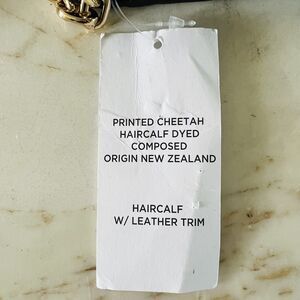 PRINTED CHEETAH
HAIRCALF DYED
COMPOSED
ORIGIN NEW ZEALAND
HAIRCALF
W/ LEATHER TRIM